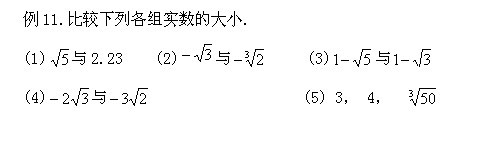 例11.比较下列各组实数的大小.
(1) √5与2.23 (2) -√3与-∛2 (3) 1-√5与1-√3
(4) -2√3与-3√2 (5) 3, 4, ∛50